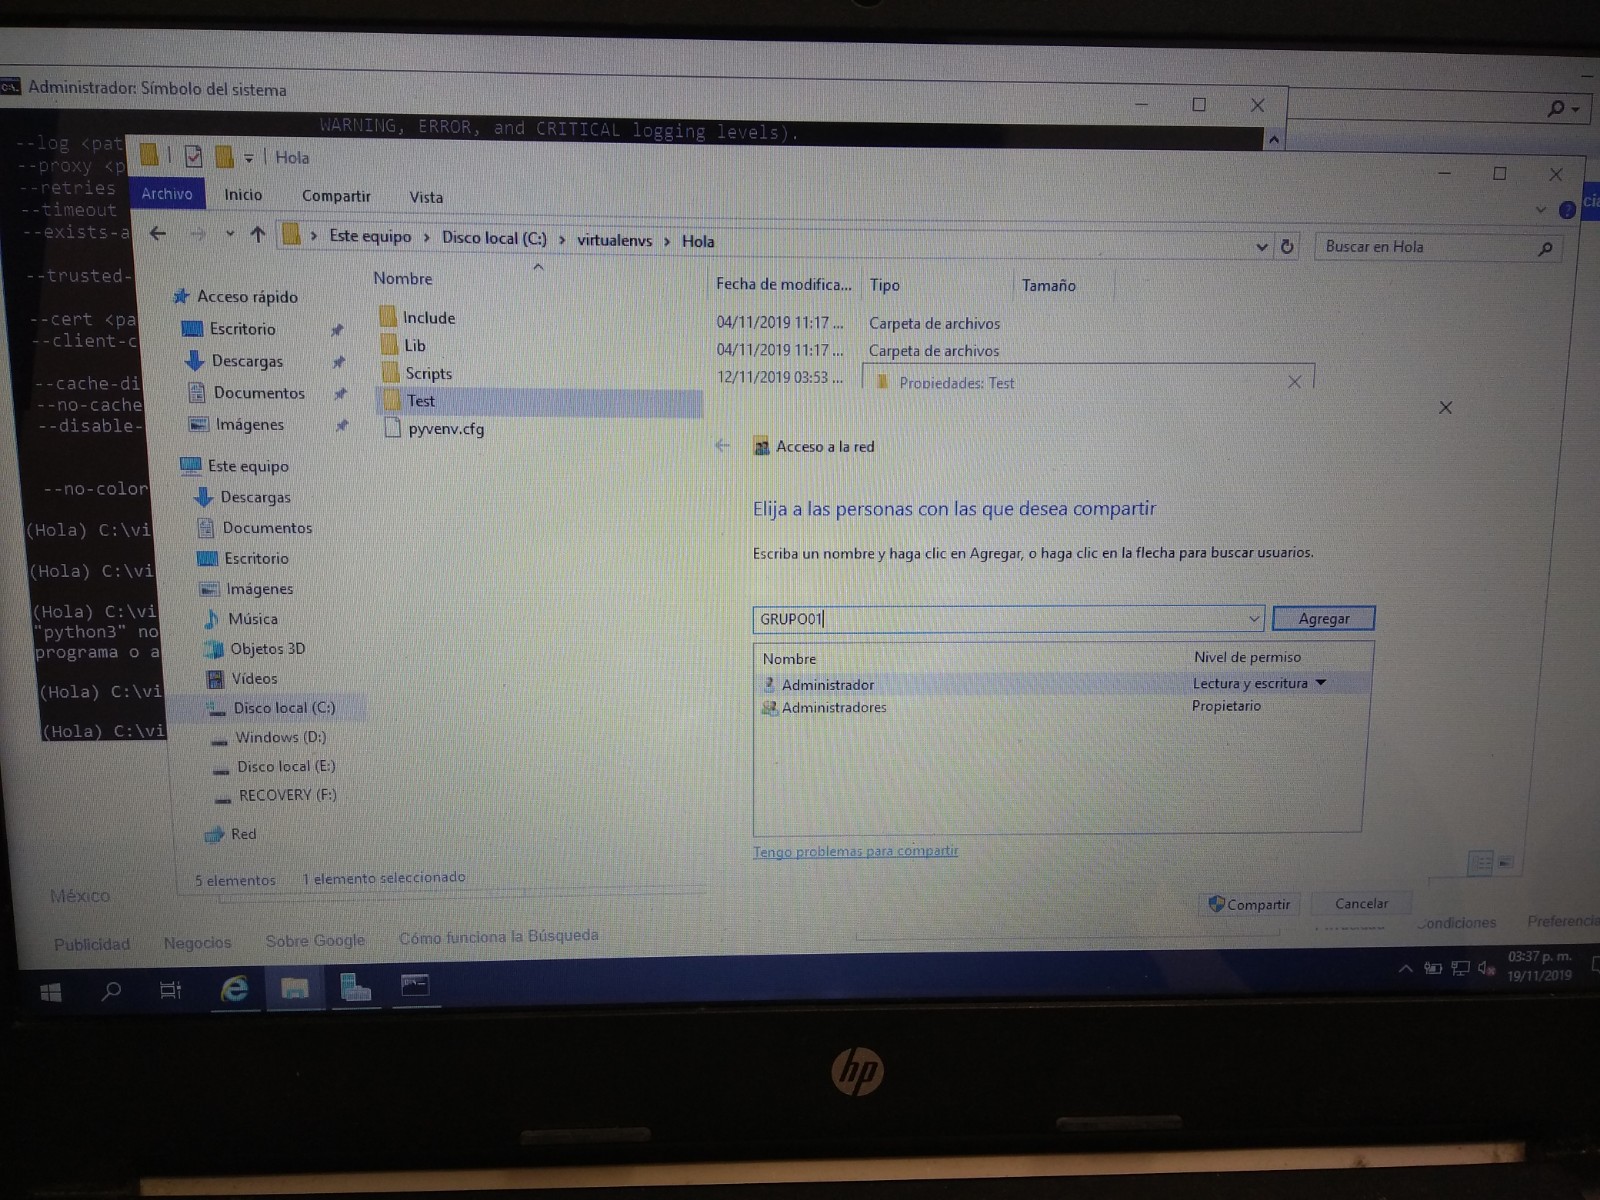 Administrador: Símbolo del sistema
WARNING, ERROR, and CRITICAL logging levels).
--log <pat
--proxy <p
--retries
--timeout
--exists-a
--trusted-
--cert <pa
--client-c
--cache-di
--no-cache
--disable-
--no-color
(Hola) C:\vi
(Hola) C:\vi
(Hola) C:\vi
"python3" no
programa o a
(Hola) C:\vi
(Hola) C:\vi
Hola
Archivo Inicio Compartir Vista
Este equipo > Disco local (C:) > virtualenvs > Hola
Buscar en Hola
Acceso rápido
Escritorio
Descargas
Documentos
Imágenes
Este equipo
Descargas
Documentos
Escritorio
Imágenes
Música
Objetos 3D
Vídeos
Disco local (C:)
Windows (D:)
Disco local (E:)
RECOVERY (F:)
Red
Nombre Fecha de modifica... Tipo Tamaño
Include 04/11/2019 11:17 ... Carpeta de archivos
Lib 04/11/2019 11:17 ... Carpeta de archivos
Scripts 12/11/2019 03:53 ...
Test
pyvenv.cfg
Propiedades: Test
Acceso a la red
Elija a las personas con las que desea compartir
Escriba un nombre y haga clic en Agregar, o haga clic en la flecha para buscar usuarios.
GRUPO01 Agregar
Nombre Nivel de permiso
Administrador Lectura y escritura
Administradores Propietario
Tengo problemas para compartir
Compartir Cancelar
5 elementos 1 elemento seleccionado
México
Publicidad Negocios Sobre Google Cómo funciona la Búsqueda
Condiciones Preferencia
03:37 p. m.
19/11/2019
hp